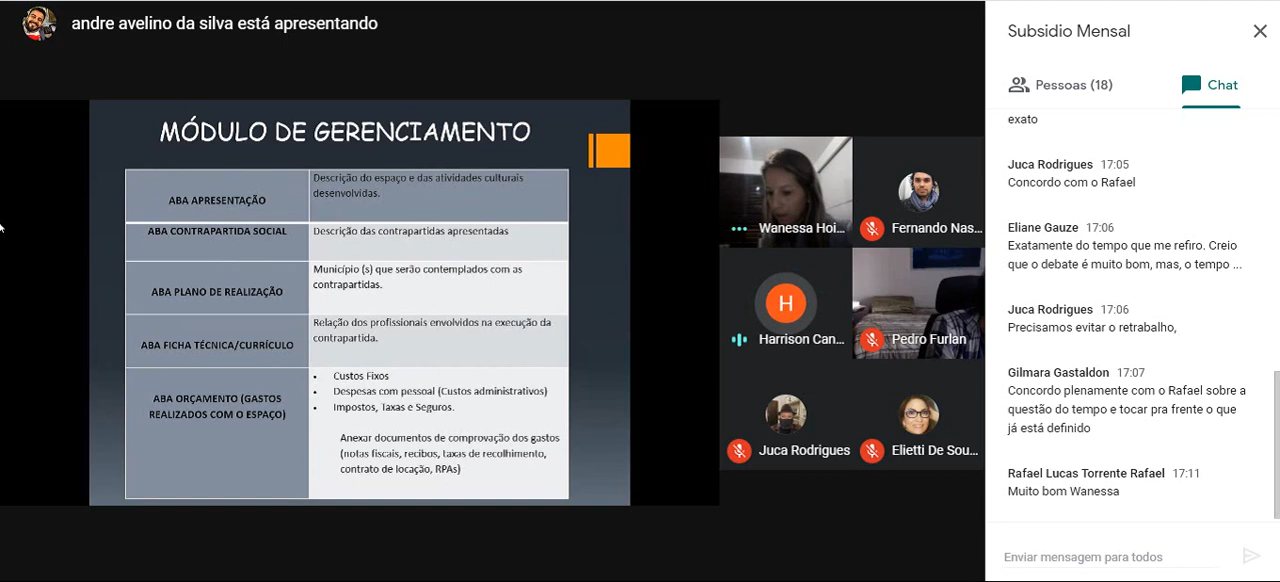 andre avelino da silva está apresentando
MÓDULO DE GERENCIAMENTO
ABA APRESENTAÇÃO
Descrição do espaço e das atividades culturais
desenvolvidas.
ABA CONTRAPARTIDA SOCIAL
Descrição das contrapartidas apresentadas
ABA PLANO DE REALIZAÇÃO
Município (s) que serão contemplados com as
contrapartidas.
ABA FICHA TÉCNICA/CURRÍCULO
Relação dos profissionais envolvidos na execução da
contrapartida.
ABA ORÇAMENTO (GASTOS
REALIZADOS COM O ESPAÇO)
• Custos Fixos
• Despesas com pessoal (Custos administrativos)
• Impostos, Taxas e Seguros.
Anexar documentos de comprovação dos gastos
(notas fiscais, recibos, taxas de recolhimento,
contrato de locação, RPAs)
Wanessa Hoi...
Fernando Nas...
H
Harrison Can...
Pedro Furlan
Juca Rodrigues
Elietti De Sou...
Subsidio Mensal
Pessoas (18)
Chat
exato
Juca Rodrigues 17:05
Concordo com o Rafael
Eliane Gauze 17:06
Exatamente do tempo que me refiro. Creio
que o debate é muito bom, mas, o tempo ...
Juca Rodrigues 17:06
Precisamos evitar o retrabalho,
Gilmara Gastaldon 17:07
Concordo plenamente com o Rafael sobre a
questão do tempo e tocar pra frente o que
já está definido
Rafael Lucas Torrente Rafael 17:11
Muito bom Wanessa
Enviar mensagem para todos